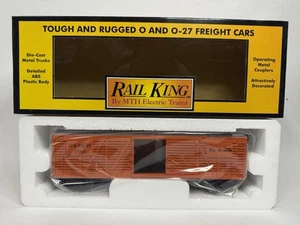 TOUGH AND RUGGED O AND O-27 FREIGHT CARS
Die-Cast
Metal Trucks
Detailed
ABS
Plastic Body
RAIL KING
By MTH Electric Trains
Operating
Metal
Couplers
Attractively
Decorated